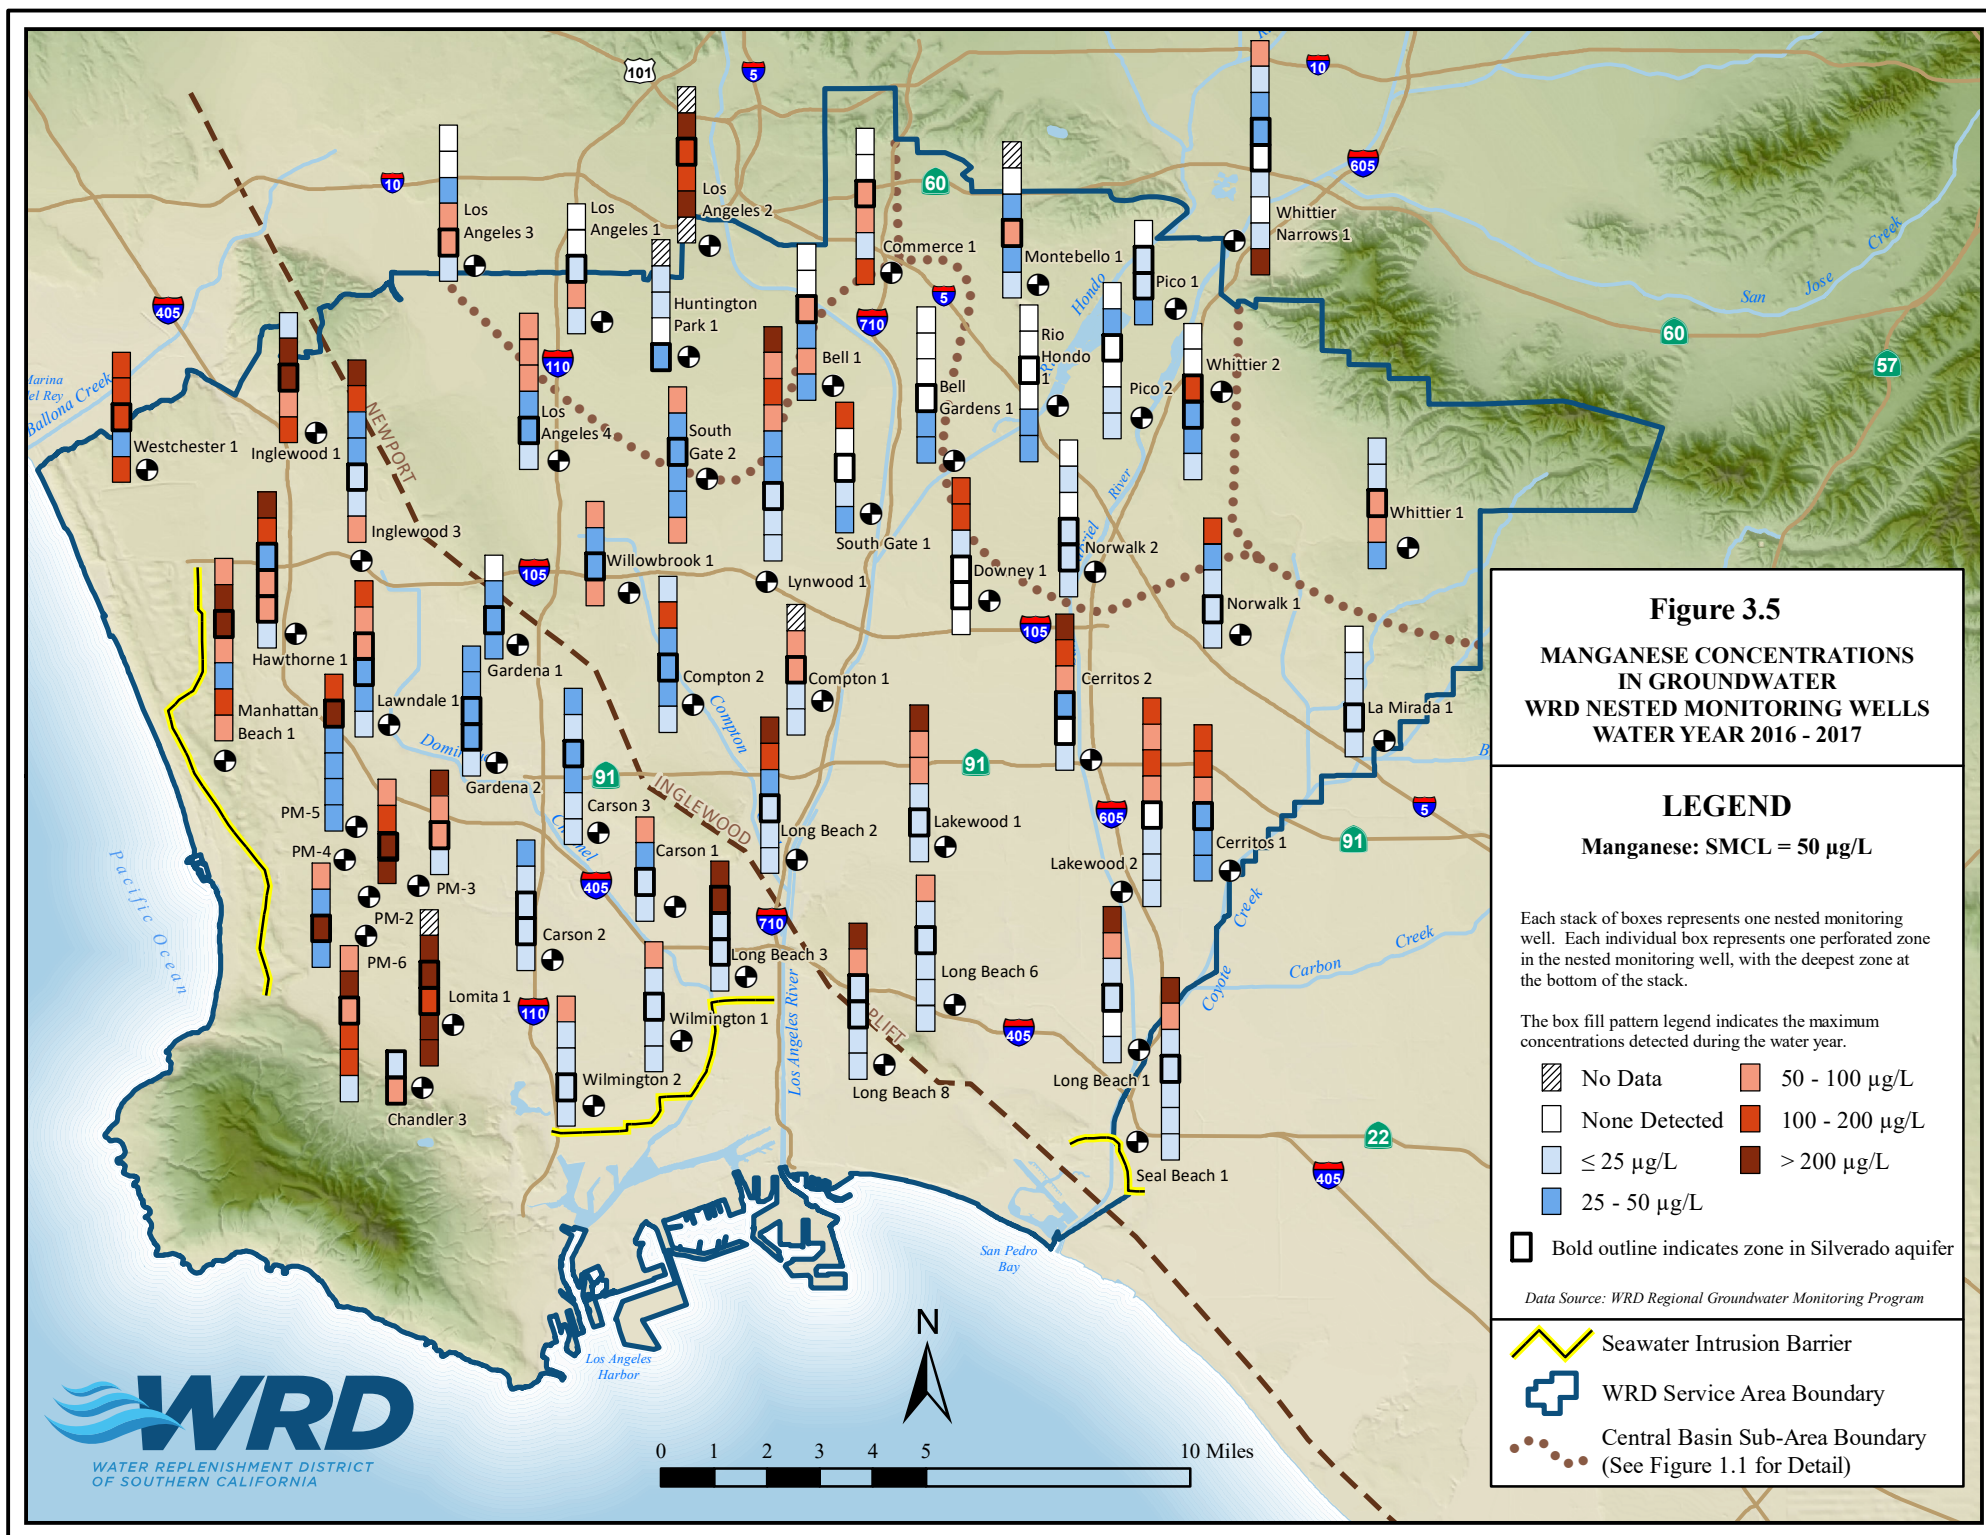 101
5
10
10
605
60
Los
Angeles 3
Los
Angeles 1
Los
Angeles 2
Commerce 1
Montebello 1
Pico 1
Whittier
Narrows 1
Creek
San
Jose
60
57
405
Huntington
Park 1
5
710
Hondo
Rio
Hondo
1
Bell 1
Bell
Gardens 1
Pico 2
Whittier 2
110
Ballona Creek
Westchester 1
Inglewood 1
NEWPORT
Los
Angeles 4
South
Gate 2
South Gate 1
River
Norwalk 2
Whittier 1
Inglewood 3
105
Willowbrook 1
Lynwood 1
Downey 1
Norwalk 1
105
Hawthorne 1
Gardena 1
Compton 2
Compton 1
Cerritos 2
La Mirada 1
Manhattan
Beach 1
Lawndale 1
Compton
Gardena 2
91
INGLEWOOD
91
5
PM-5
Carson 3
Long Beach 2
Lakewood 1
605
Cerritos 1
91
PM-4
PM-3
Carson 1
405
Lakewood 2
Pacific Ocean
PM-2
PM-6
Carson 2
710
Long Beach 3
Long Beach 6
Creek
Coyote
Carbon
Creek
Lomita 1
110
Wilmington 1
Los Angeles River
405
Wilmington 2
Long Beach 8
Long Beach 1
Chandler 3
22
405
Seal Beach 1
San Pedro
Bay
Los Angeles
Harbor
N
0 1 2 3 4 5 10 Miles
WRD
WATER REPLENISHMENT DISTRICT
OF SOUTHERN CALIFORNIA
Figure 3.5
MANGANESE CONCENTRATIONS
IN GROUNDWATER
WRD NESTED MONITORING WELLS
WATER YEAR 2016 - 2017
LEGEND
Manganese: SMCL = 50 µg/L
Each stack of boxes represents one nested monitoring
well. Each individual box represents one perforated zone
in the nested monitoring well, with the deepest zone at
the bottom of the stack.
The box fill pattern legend indicates the maximum
concentrations detected during the water year.
No Data
None Detected
≤ 25 µg/L
25 - 50 µg/L
50 - 100 µg/L
100 - 200 µg/L
> 200 µg/L
Bold outline indicates zone in Silverado aquifer
Data Source: WRD Regional Groundwater Monitoring Program
Seawater Intrusion Barrier
WRD Service Area Boundary
Central Basin Sub-Area Boundary
(See Figure 1.1 for Detail)